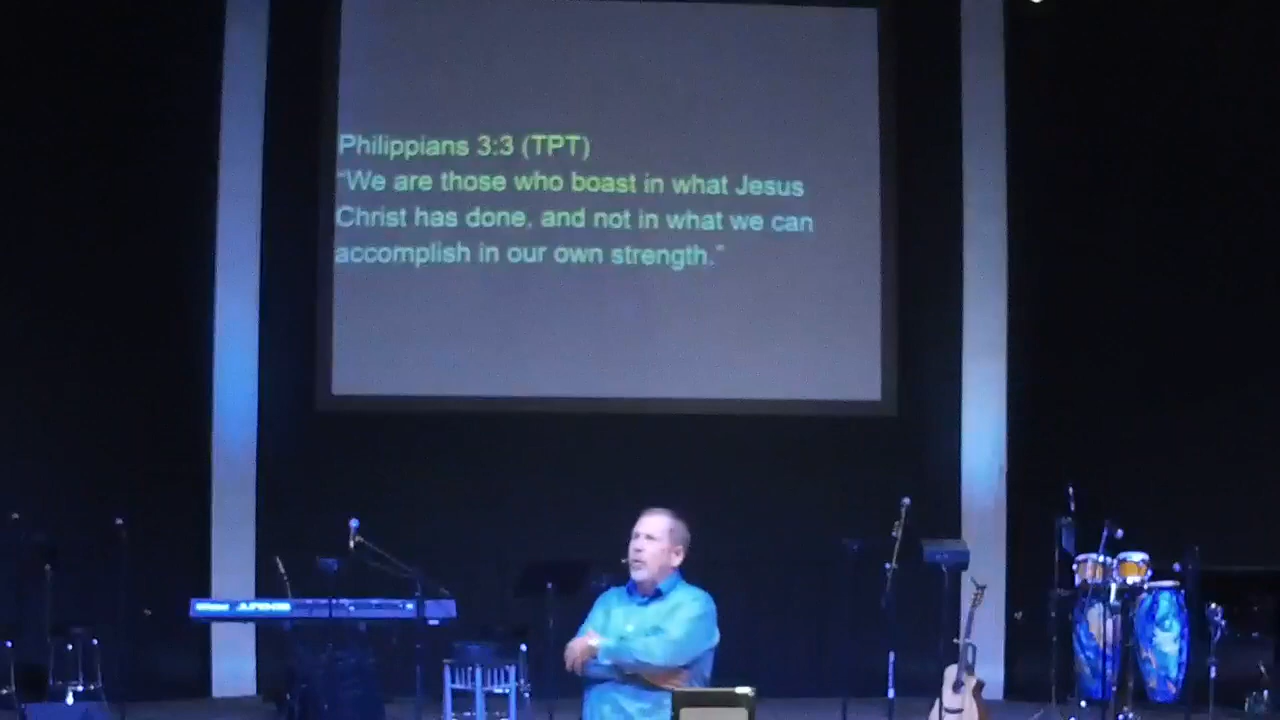 Philippians 3:3 (TPT)
“We are those who boast in what Jesus
Christ has done, and not in what we can
accomplish in our own strength.”